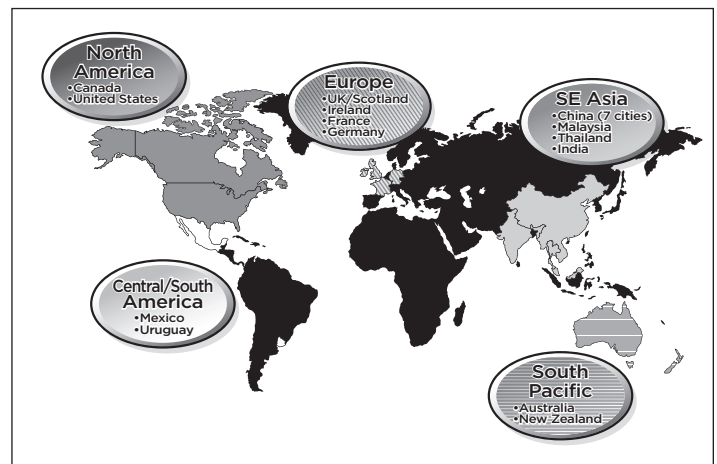 North
America
•Canada
•United States
Europe
•UK/Scotland
•Ireland
•France
•Germany
SE Asia
•China (7 cities)
•Malaysia
•Thailand
•India
Central/South
America
•Mexico
•Uruguay
South
Pacific
•Australia
•New Zealand